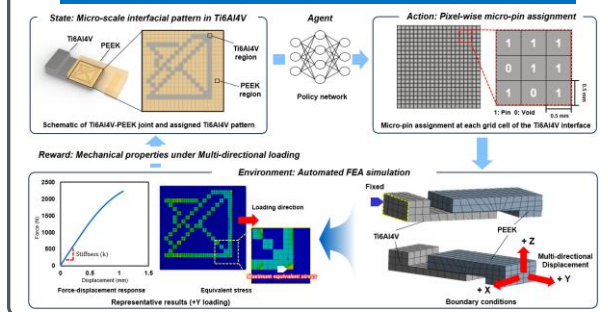 State: Micro-scale interfacial pattern in Ti6Al4V
Agent
Action: Pixel-wise micro-pin assignment
Ti6Al4V
PEEK
Ti6Al4V
region
PEEK
region
Schematic of Ti6Al4V-PEEK joint and assigned Ti6Al4V pattern
Policy network
1 1 1
0 1 1
1 0 1
0.5 mm
0.5 mm
1: Pin 0: Void
Micro-pin assignment at each grid cell of the Ti6Al4V interface
Reward: Mechanical properties under Multi-directional loading
Environment: Automated FEA simulation
Force (N)
2500
2000
1500
1000
500
0
Stiffness (k)
0 0.5 1 1.5
Displacement (mm)
Force-displacement response
Loading direction
Maximum equivalent stress
Equivalent stress
Representative results (+Y loading)
Fixed
Ti6Al4V
PEEK
+ Z
Multi-directional
Displacement
+ X
+ Y
Boundary conditions